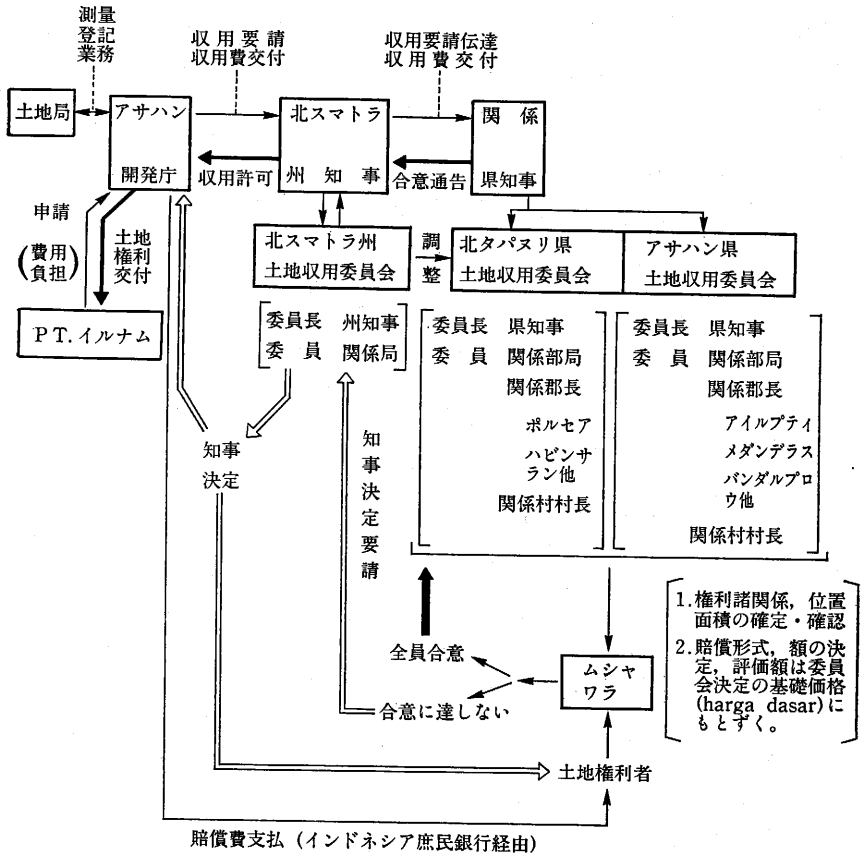 測量
登記
業務
収用要請
収用費交付
収用要請伝達
収用費交付
土地局
アサハン
開発庁
北スマトラ
州知事
関係
県知事
収用許可
合意通告
申請
(費用
負担)
土地
権利
交付
北スマトラ州
土地収用委員会
調
整
北タパヌリ県
土地収用委員会
アサハン県
土地収用委員会
PT.イルナム
委員長 州知事
委員 関係局
委員長 県知事
委員 関係部局
関係郡長
ポルセア
ハビンサ
ラン他
関係村村長
委員長 県知事
委員 関係部局
関係郡長
アイルプティ
メダンデラス
バンダルプロ
ウ他
関係村村長
知事
決定
知事決定要請
全員合意
合意に達しない
ムシャ
ワラ
1.権利諸関係，位置
面積の確定・確認
2.賠償形式，額の決
定，評価額は委員
会決定の基礎価格
(harga dasar)に
もとずく。
土地権利者
賠償費支払（インドネシア庶民銀行経由）